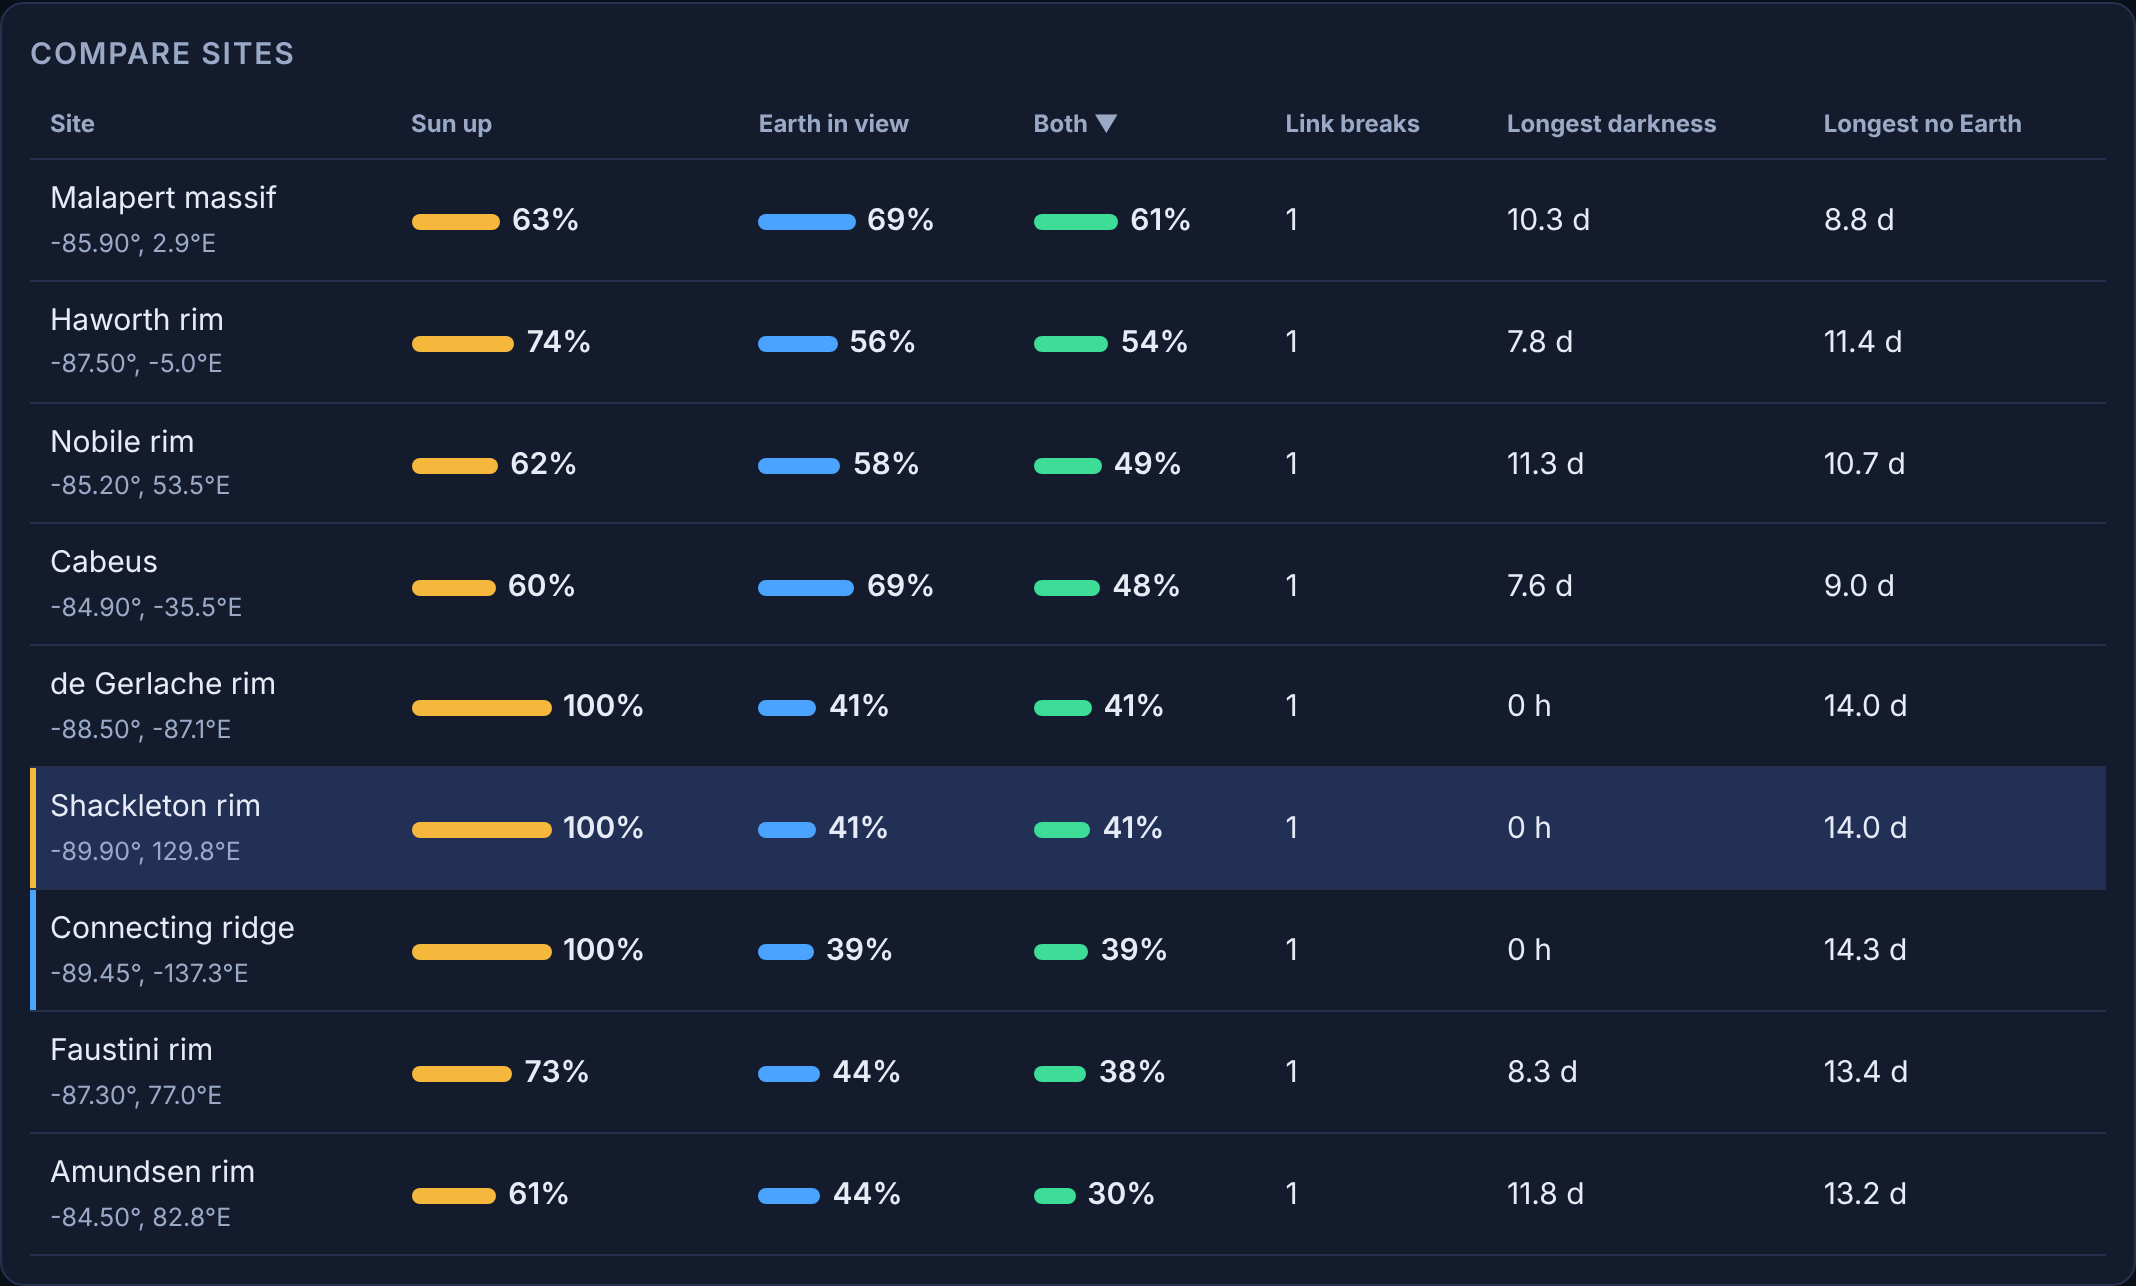 COMPARE SITES
Site Sun up Earth in view Both ▼ Link breaks Longest darkness Longest no Earth
Malapert massif
-85.90°, 2.9°E
63% 69% 61% 1 10.3 d 8.8 d
Haworth rim
-87.50°, -5.0°E
74% 56% 54% 1 7.8 d 11.4 d
Nobile rim
-85.20°, 53.5°E
62% 58% 49% 1 11.3 d 10.7 d
Cabeus
-84.90°, -35.5°E
60% 69% 48% 1 7.6 d 9.0 d
de Gerlache rim
-88.50°, -87.1°E
100% 41% 41% 1 0 h 14.0 d
Shackleton rim
-89.90°, 129.8°E
100% 41% 41% 1 0 h 14.0 d
Connecting ridge
-89.45°, -137.3°E
100% 39% 39% 1 0 h 14.3 d
Faustini rim
-87.30°, 77.0°E
73% 44% 38% 1 8.3 d 13.4 d
Amundsen rim
-84.50°, 82.8°E
61% 44% 30% 1 11.8 d 13.2 d